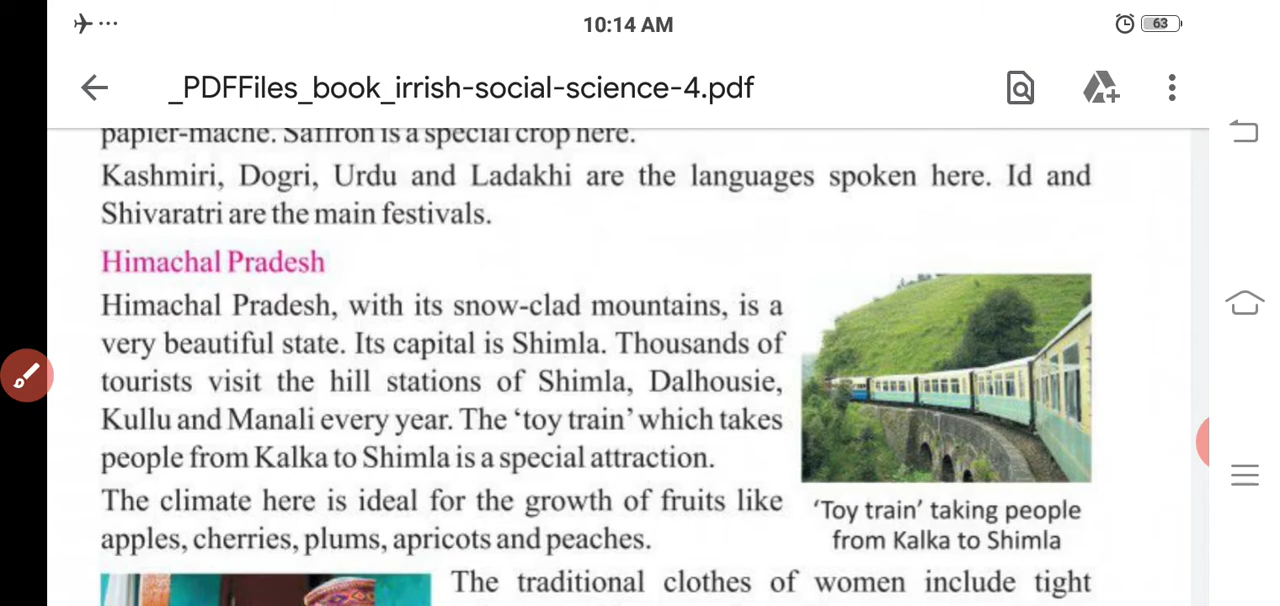 10:14 AM
63
_PDFFiles_book_irrish-social-science-4.pdf
papier-mache. Saffron is a special crop here.
Kashmiri, Dogri, Urdu and Ladakhi are the languages spoken here. Id and
Shivaratri are the main festivals.
Himachal Pradesh
Himachal Pradesh, with its snow-clad mountains, is a
very beautiful state. Its capital is Shimla. Thousands of
tourists visit the hill stations of Shimla, Dalhousie,
Kullu and Manali every year. The ‘toy train’ which takes
people from Kalka to Shimla is a special attraction.
The climate here is ideal for the growth of fruits like
apples, cherries, plums, apricots and peaches.
‘Toy train’ taking people
from Kalka to Shimla
The traditional clothes of women include tight